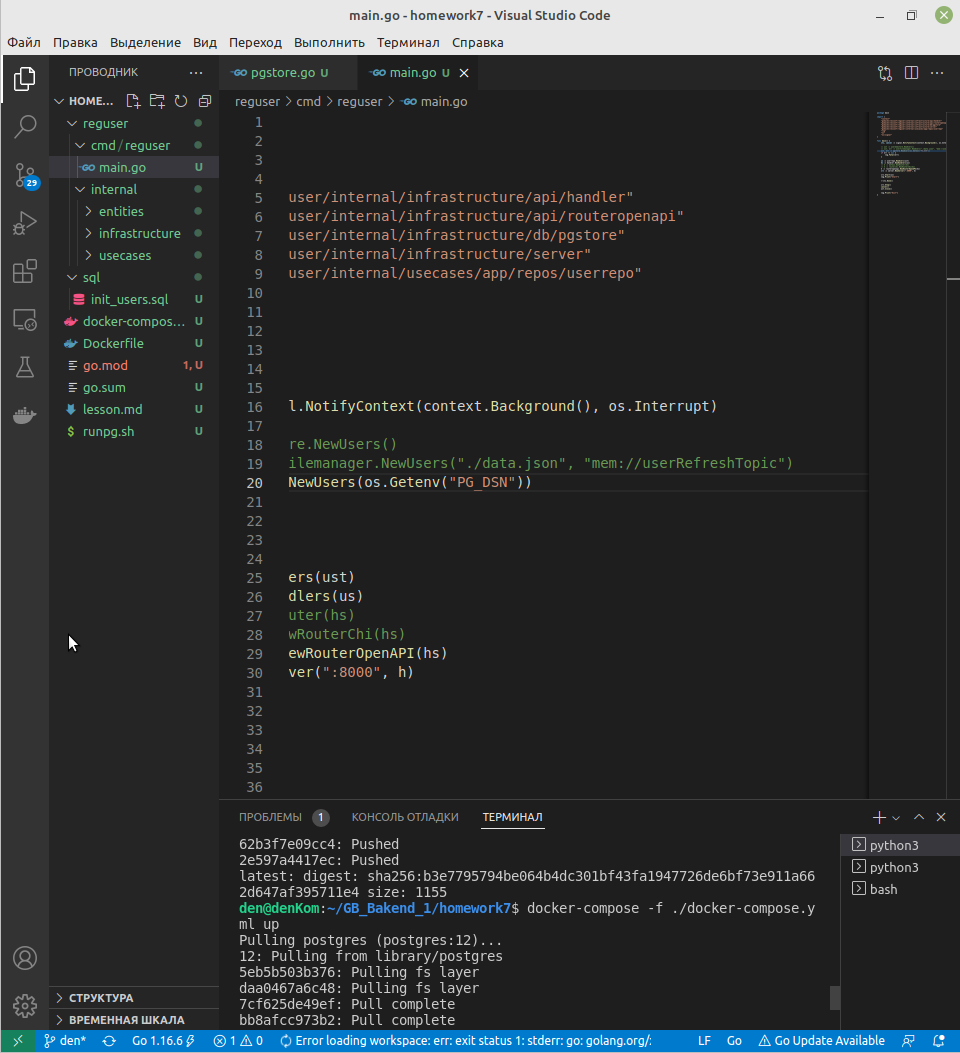 main.go - homework7 - Visual Studio Code
Файл Правка Выделение Вид Переход Выполнить Терминал Справка
ПРОВОДНИК
pgstore.go U
main.go U
HOME...
reguser > cmd > reguser > main.go
reguser
cmd / reguser
main.go U
internal
entities
infrastructure
usecases
sql
init_users.sql U
docker-compos... U
Dockerfile U
go.mod 1, U
go.sum U
lesson.md U
runpg.sh U
29
СТРУКТУРА
ВРЕМЕННАЯ ШКАЛА
1
2
3
4
5 user/internal/infrastructure/api/handler"
6 user/internal/infrastructure/api/routeropenapi"
7 user/internal/infrastructure/db/pgstore"
8 user/internal/infrastructure/server"
9 user/internal/usecases/app/repos/userrepo"
10
11
12
13
14
15
16 l.NotifyContext(context.Background(), os.Interrupt)
17
18 re.NewUsers()
19 ilemanager.NewUsers("./data.json", "mem://userRefreshTopic")
20 NewUsers(os.Getenv("PG_DSN"))
21
22
23
24
25 ers(ust)
26 dlers(us)
27 uter(hs)
28 wRouterChi(hs)
29 ewRouterOpenAPI(hs)
30 ver(":8000", h)
31
32
33
34
35
36
ПРОБЛЕМЫ 1 КОНСОЛЬ ОТЛАДКИ ТЕРМИНАЛ
62b3f7e09cc4: Pushed
2e597a4417ec: Pushed
latest: digest: sha256:b3e7795794be064b4dc301bf43fa1947726de6bf73e911a66
2d647af395711e4 size: 1155
den@denKom:~/GB_Bakend_1/homework7$ docker-compose -f ./docker-compose.y
ml up
Pulling postgres (postgres:12)...
12: Pulling from library/postgres
5eb5b503b376: Pulling fs layer
daa0467a6c48: Pulling fs layer
7cf625de49ef: Pull complete
bb8afcc973b2: Pull complete
python3
python3
bash
den* Go 1.16.6 1 0 Error loading workspace: err: exit status 1: stderr: go: golang.org/: LF Go Go Update Available